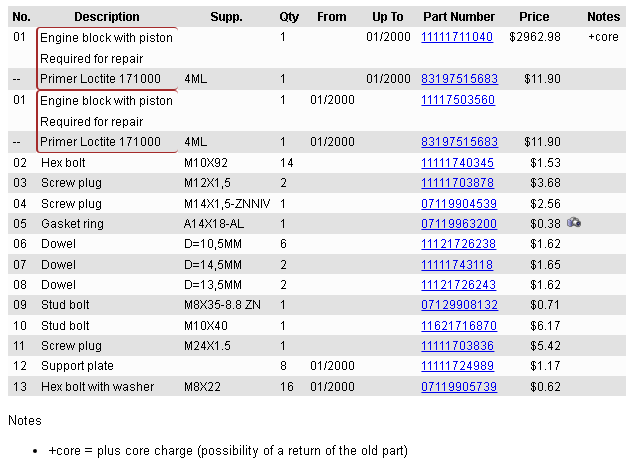 No. Description Supp. Qty From Up To Part Number Price Notes
01 Engine block with piston 1 01/2000 11111711040 $2962.98 +core
Required for repair
-- Primer Loctite 171000 4ML 1 01/2000 83197515683 $11.90
01 Engine block with piston 1 01/2000 11117503560
Required for repair
-- Primer Loctite 171000 4ML 1 01/2000 83197515683 $11.90
02 Hex bolt M10X92 14 11111740345 $1.53
03 Screw plug M12X1,5 2 11111703878 $3.68
04 Screw plug M14X1,5-ZNNIV 1 07119904539 $2.56
05 Gasket ring A14X18-AL 1 07119963200 $0.38
06 Dowel D=10,5MM 6 11121726238 $1.62
07 Dowel D=14,5MM 2 11111743118 $1.65
08 Dowel D=13,5MM 2 11121726243 $1.62
09 Stud bolt M8X35-8.8 ZN 1 07129908132 $0.71
10 Stud bolt M10X40 1 11621716870 $6.17
11 Screw plug M24X1.5 1 11111703836 $5.42
12 Support plate 8 01/2000 11111724989 $1.17
13 Hex bolt with washer M8X22 16 01/2000 07119905739 $0.62
Notes
• +core = plus core charge (possibility of a return of the old part)